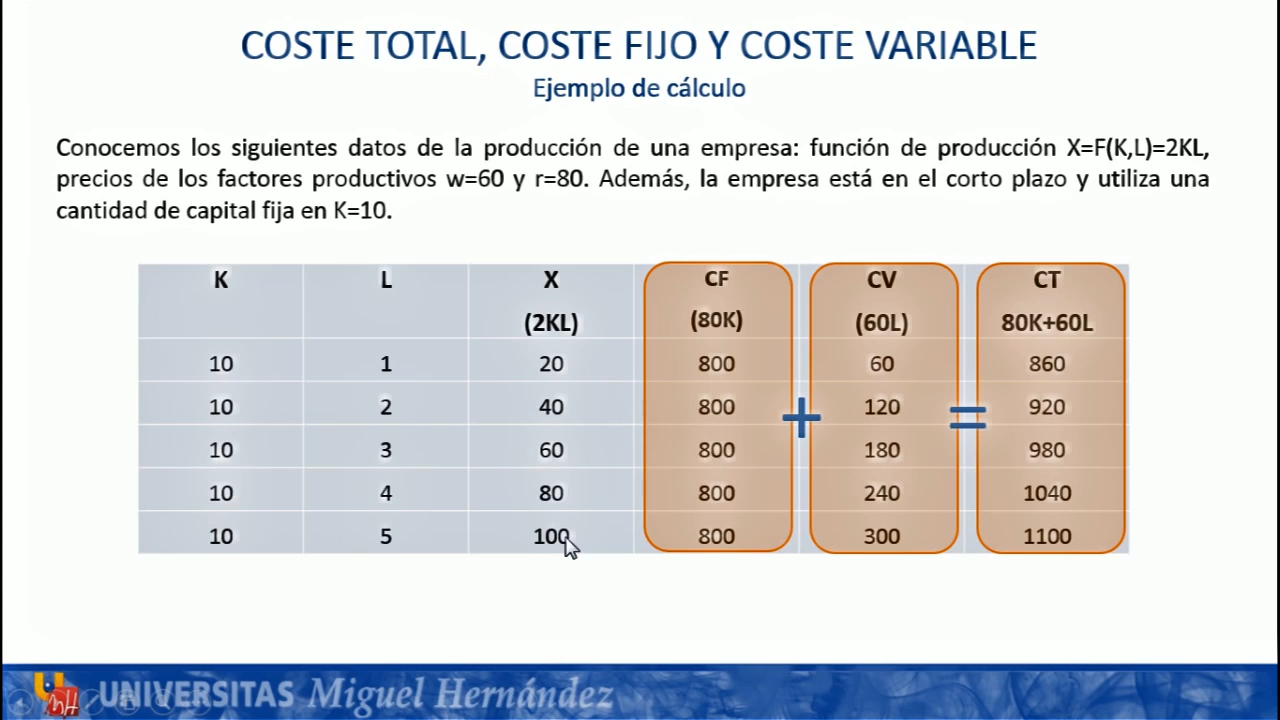 COSTE TOTAL, COSTE FIJO Y COSTE VARIABLE
Ejemplo de cálculo
Conocemos los siguientes datos de la producción de una empresa: función de producción X=F(K,L)=2KL,
precios de los factores productivos w=60 y r=80. Además, la empresa está en el corto plazo y utiliza una
cantidad de capital fija en K=10.
K L X CF CV CT
(2KL) (80K) (60L) 80K+60L
10 1 20 800 60 860
10 2 40 800 120 920
+ =
10 3 60 800 180 980
10 4 80 800 240 1040
10 5 100 800 300 1100
UNIVERSITAS Miguel Hernández